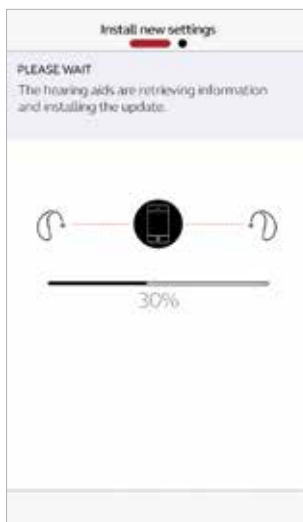 Install new settings
PLEASE WAIT
The hearing aids are retrieving information
and installing the update.
30%